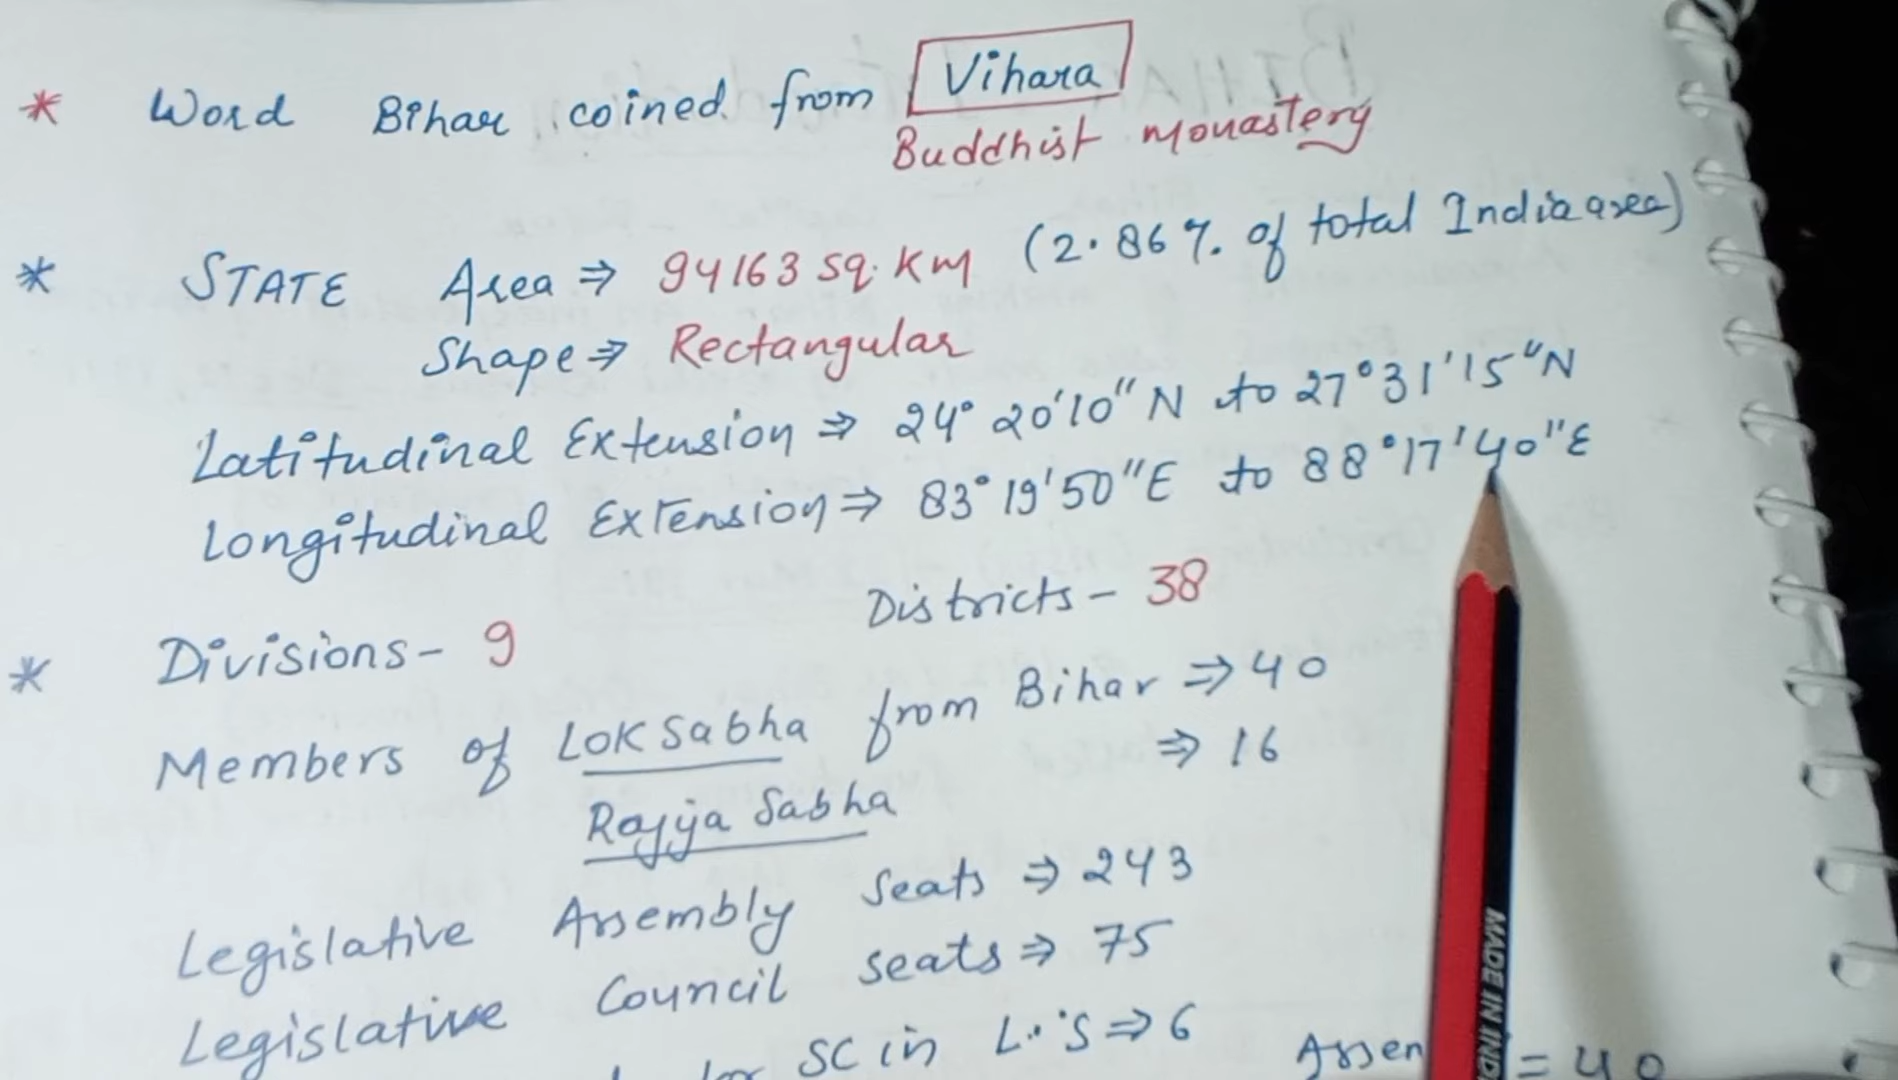 * Word Bihar coined from Vihara
Buddhist monastery
* STATE Area ⇒ 94163 sq. Km (2.86% of total India area)
Shape ⇒ Rectangular
Latitudinal Extension ⇒ 24° 20'10" N to 27°31'15"N
Longitudinal Extension ⇒ 83° 19'50"E to 88°17'40"E
* Divisions - 9 Districts - 38
Members of Lok Sabha from Bihar ⇒ 40
Rajya Sabha ⇒ 16
Legislative Assembly seats ⇒ 243
Legislative Council seats ⇒ 75
SC in L.S ⇒ 6 Assem = 40
MADE IN IND